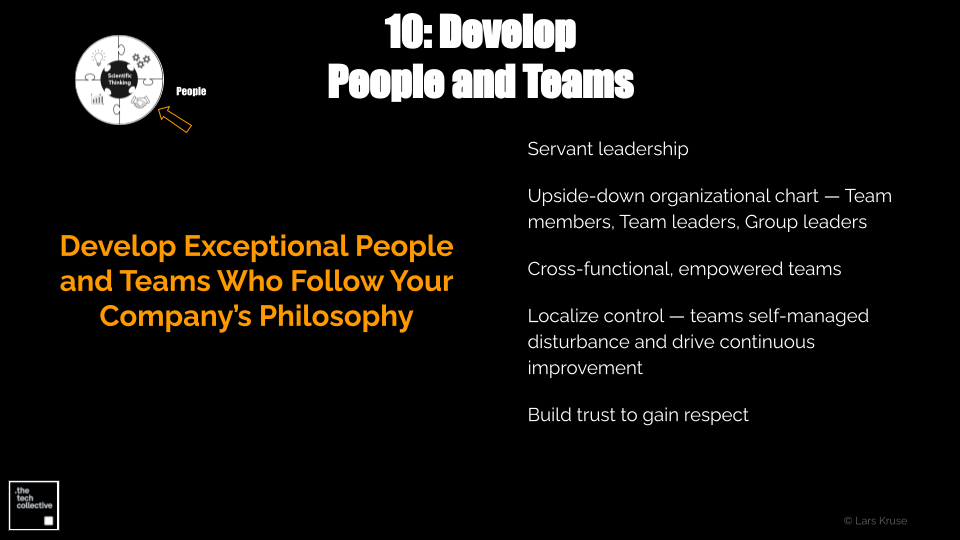 10: Develop
People and Teams
Scientific
Thinking
People
Develop Exceptional People
and Teams Who Follow Your
Company’s Philosophy
Servant leadership
Upside-down organizational chart — Team
members, Team leaders, Group leaders
Cross-functional, empowered teams
Localize control — teams self-managed
disturbance and drive continuous
improvement
Build trust to gain respect
.the
tech
collective
© Lars Kruse